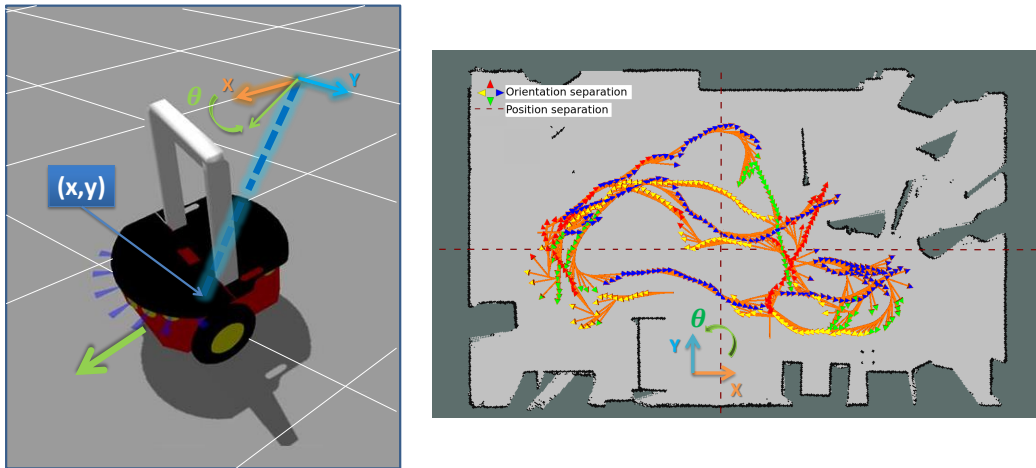 X
Y
θ
(x,y)
Orientation separation
Position separation
θ
Y
X